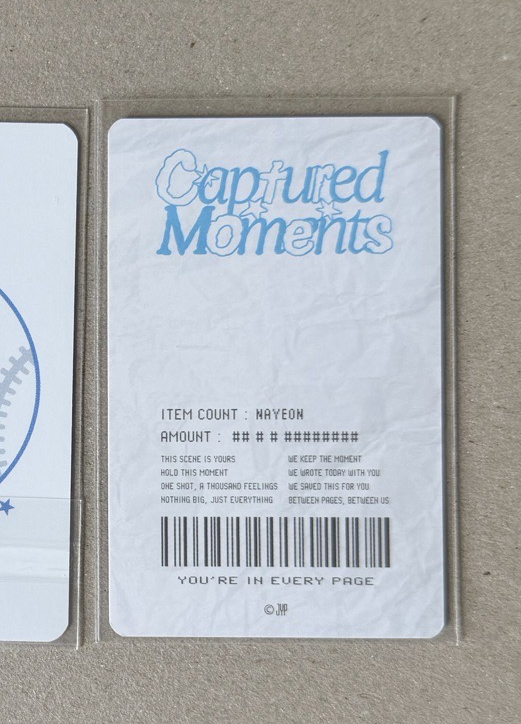 Captured
Moments
ITEM COUNT : NAYEON
AMOUNT : ## # # ########
THIS SCENE IS YOURS
HOLD THIS MOMENT
ONE SHOT, A THOUSAND FEELINGS
NOTHING BIG, JUST EVERYTHING
WE KEEP THE MOMENT
WE WROTE TODAY WITH YOU
WE SAVED THIS FOR YOU
BETWEEN PAGES, BETWEEN US
YOU'RE IN EVERY PAGE
©